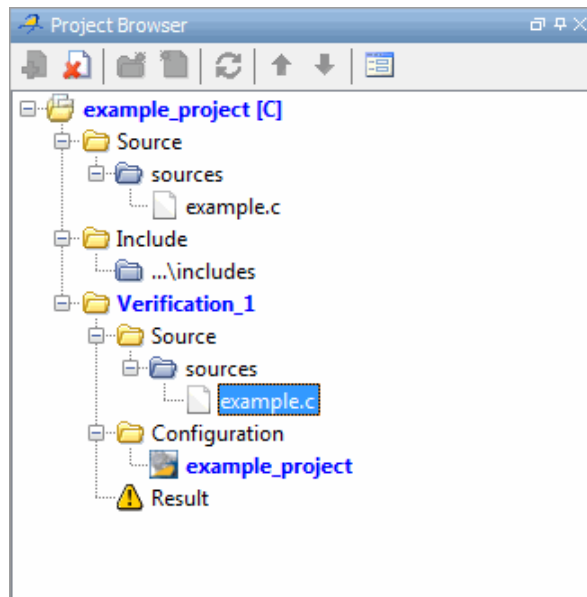 Project Browser
example_project [C]
Source
sources
example.c
Include
...\includes
Verification_1
Source
sources
example.c
Configuration
example_project
Result